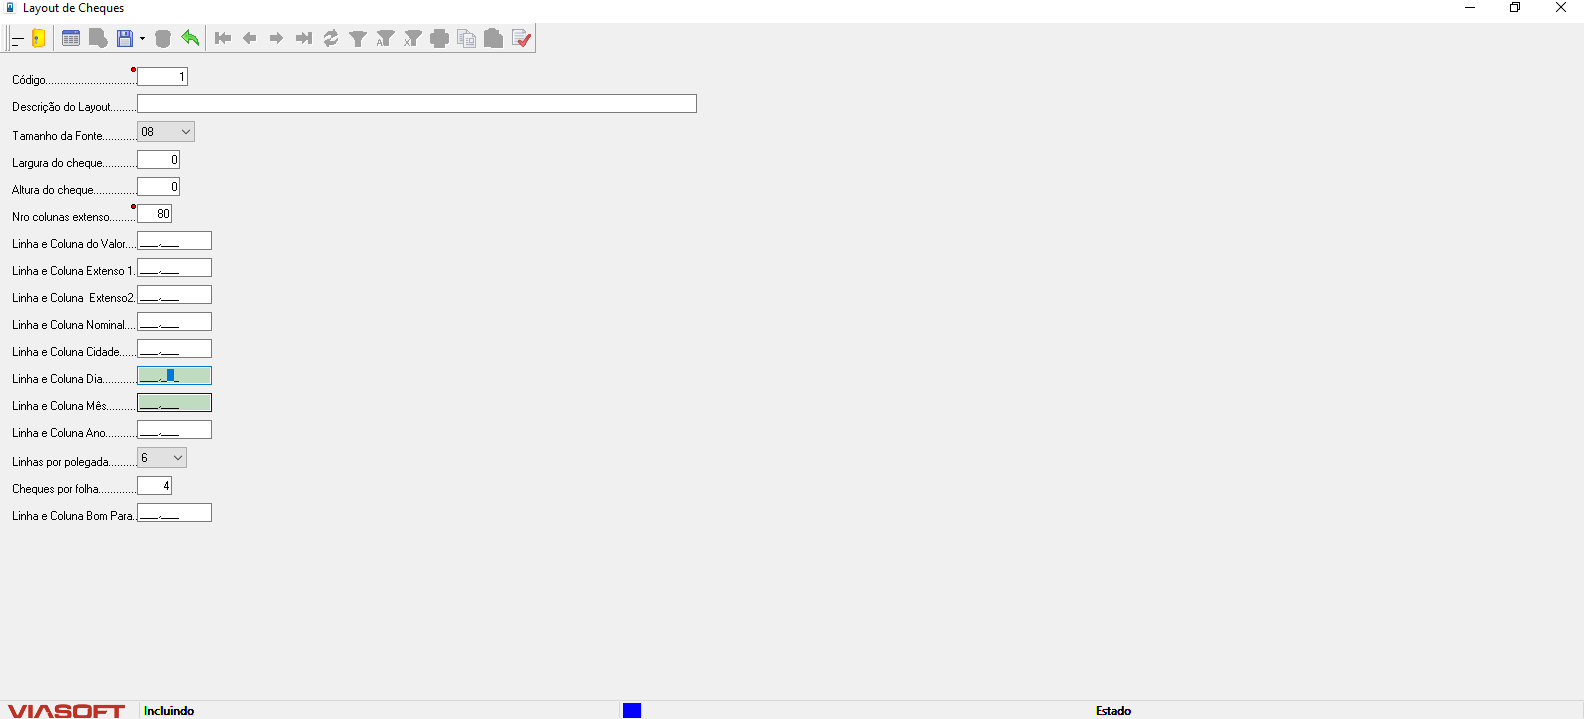 Layout de Cheques
Código............................... 1
Descrição do Layout.........
Tamanho da Fonte............ 08
Largura do cheque............ 0
Altura do cheque............... 0
Nro colunas extenso......... 80
Linha e Coluna do Valor.... ___,___
Linha e Coluna Extenso 1. ___,___
Linha e Coluna  Extenso2. ___,___
Linha e Coluna Nominal.... ___,___
Linha e Coluna Cidade...... ___,___
Linha e Coluna Dia............ ___,___
Linha e Coluna Mês.......... ___,___
Linha e Coluna Ano........... ___,___
Linhas por polegada.......... 6
Cheques por folha............. 4
Linha e Coluna Bom Para.. ___,___
VIASOFT Incluindo Estado